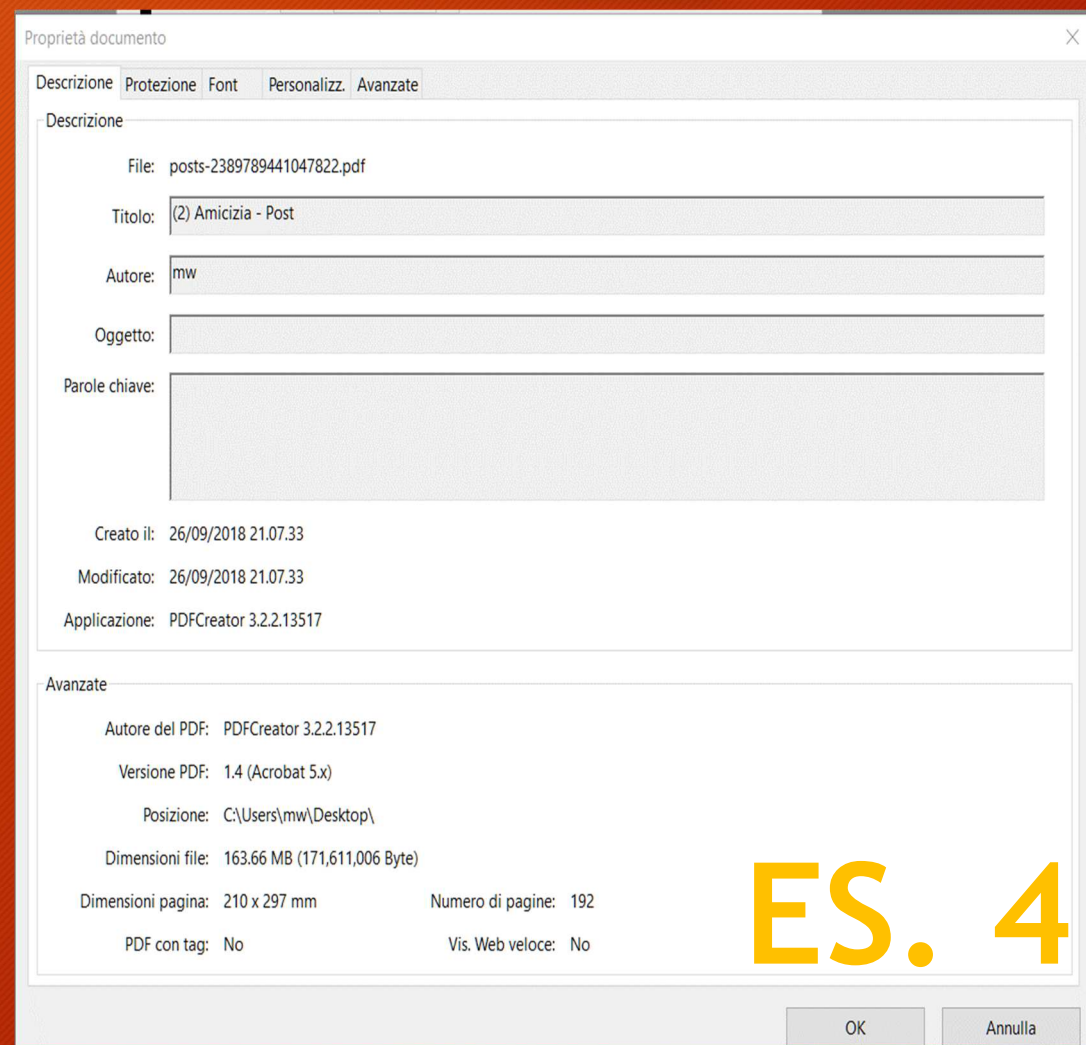 Proprietà documento
Descrizione Protezione Font Personalizz. Avanzate
Descrizione
File: posts-2389789441047822.pdf
Titolo: (2) Amicizia - Post
Autore: mw
Oggetto:
Parole chiave:
Creato il: 26/09/2018 21.07.33
Modificato: 26/09/2018 21.07.33
Applicazione: PDFCreator 3.2.2.13517
Avanzate
Autore del PDF: PDFCreator 3.2.2.13517
Versione PDF: 1.4 (Acrobat 5.x)
Posizione: C:\Users\mw\Desktop\
Dimensioni file: 163.66 MB (171,611,006 Byte)
Dimensioni pagina: 210 x 297 mm Numero di pagine: 192
PDF con tag: No Vis. Web veloce: No
ES. 4
OK Annulla